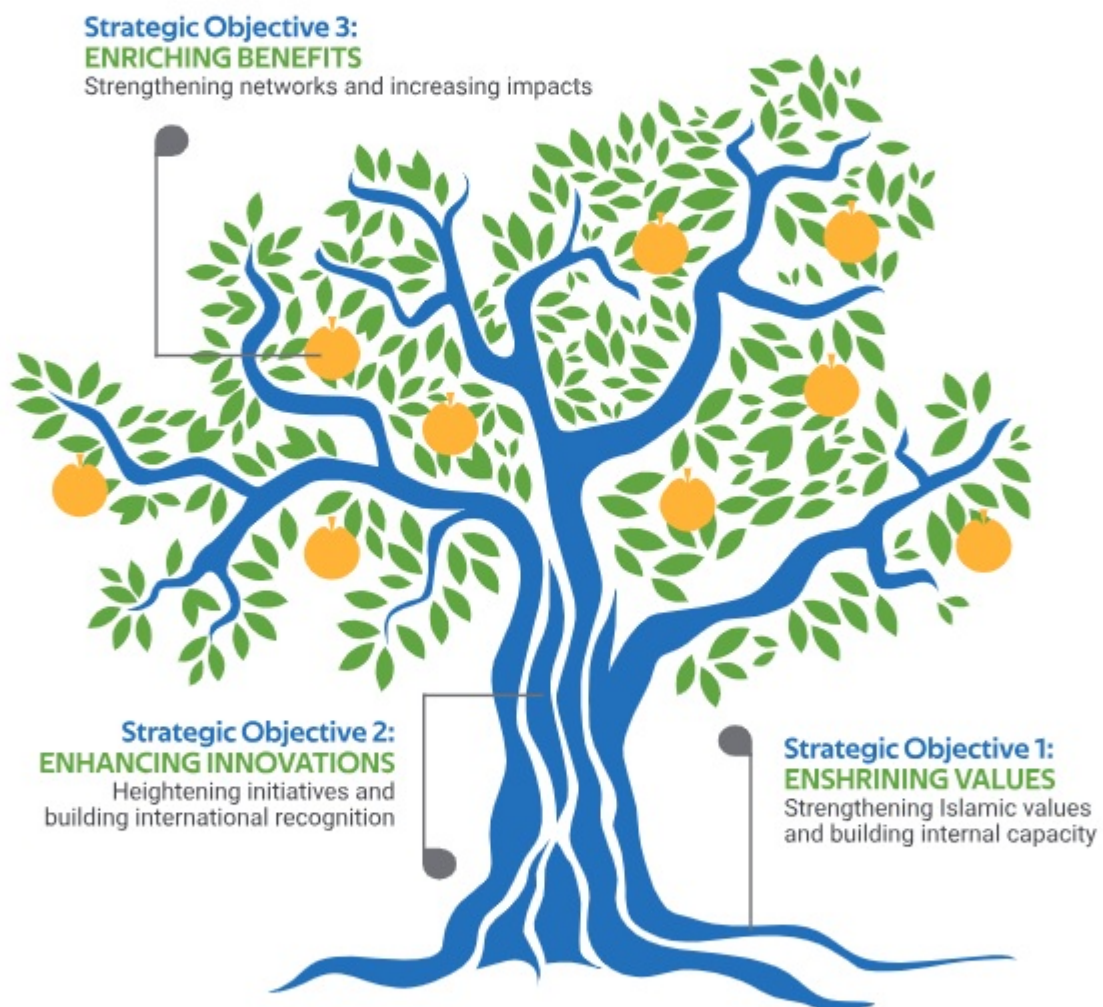 Strategic Objective 3:
ENRICHING BENEFITS
Strengthening networks and increasing impacts
Strategic Objective 2:
ENHANCING INNOVATIONS
Heightening initiatives and
building international recognition
Strategic Objective 1:
ENSHRINING VALUES
Strengthening Islamic values
and building internal capacity